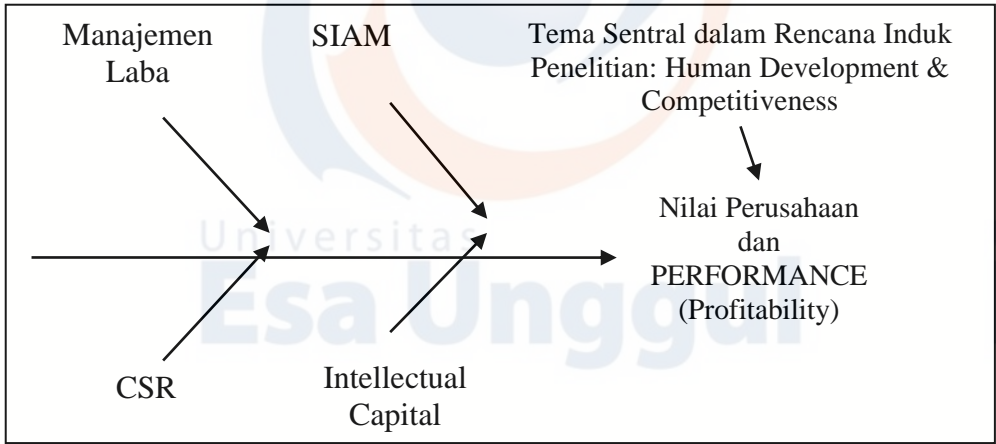 Manajemen
Laba
SIAM
Tema Sentral dalam Rencana Induk
Penelitian: Human Development &
Competitiveness
Nilai Perusahaan
dan
PERFORMANCE
(Profitability)
Universitas
Esa Unggul
CSR
Intellectual
Capital